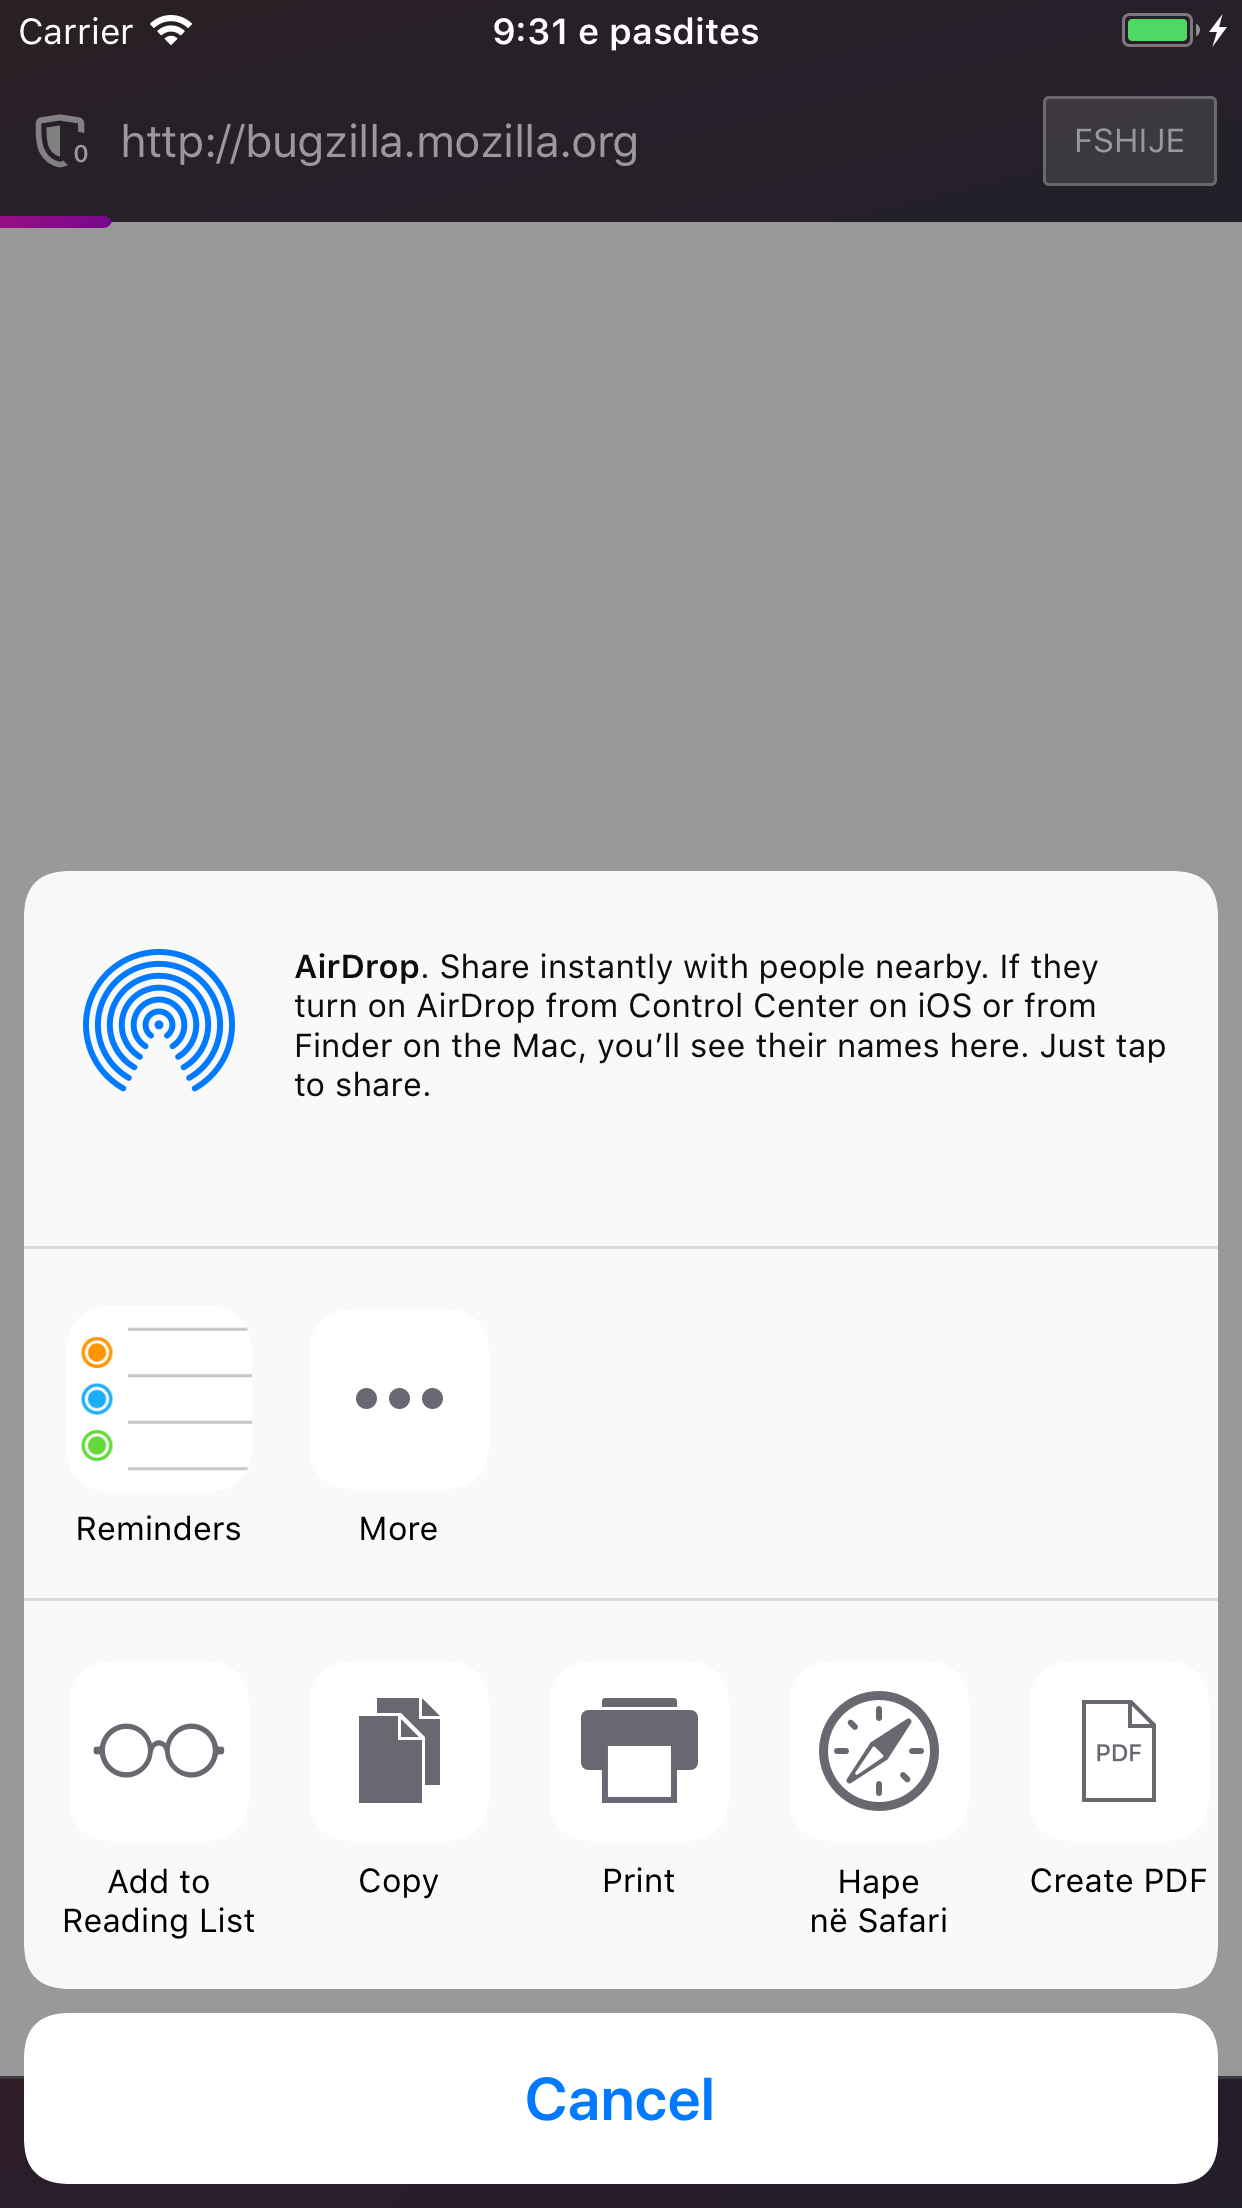 Carrier
9:31 e pasdites
0
http://bugzilla.mozilla.org
FSHIJE
AirDrop. Share instantly with people nearby. If they
turn on AirDrop from Control Center on iOS or from
Finder on the Mac, you’ll see their names here. Just tap
to share.
Reminders
More
PDF
Add to
Reading List
Copy
Print
Hape
në Safari
Create PDF
Cancel